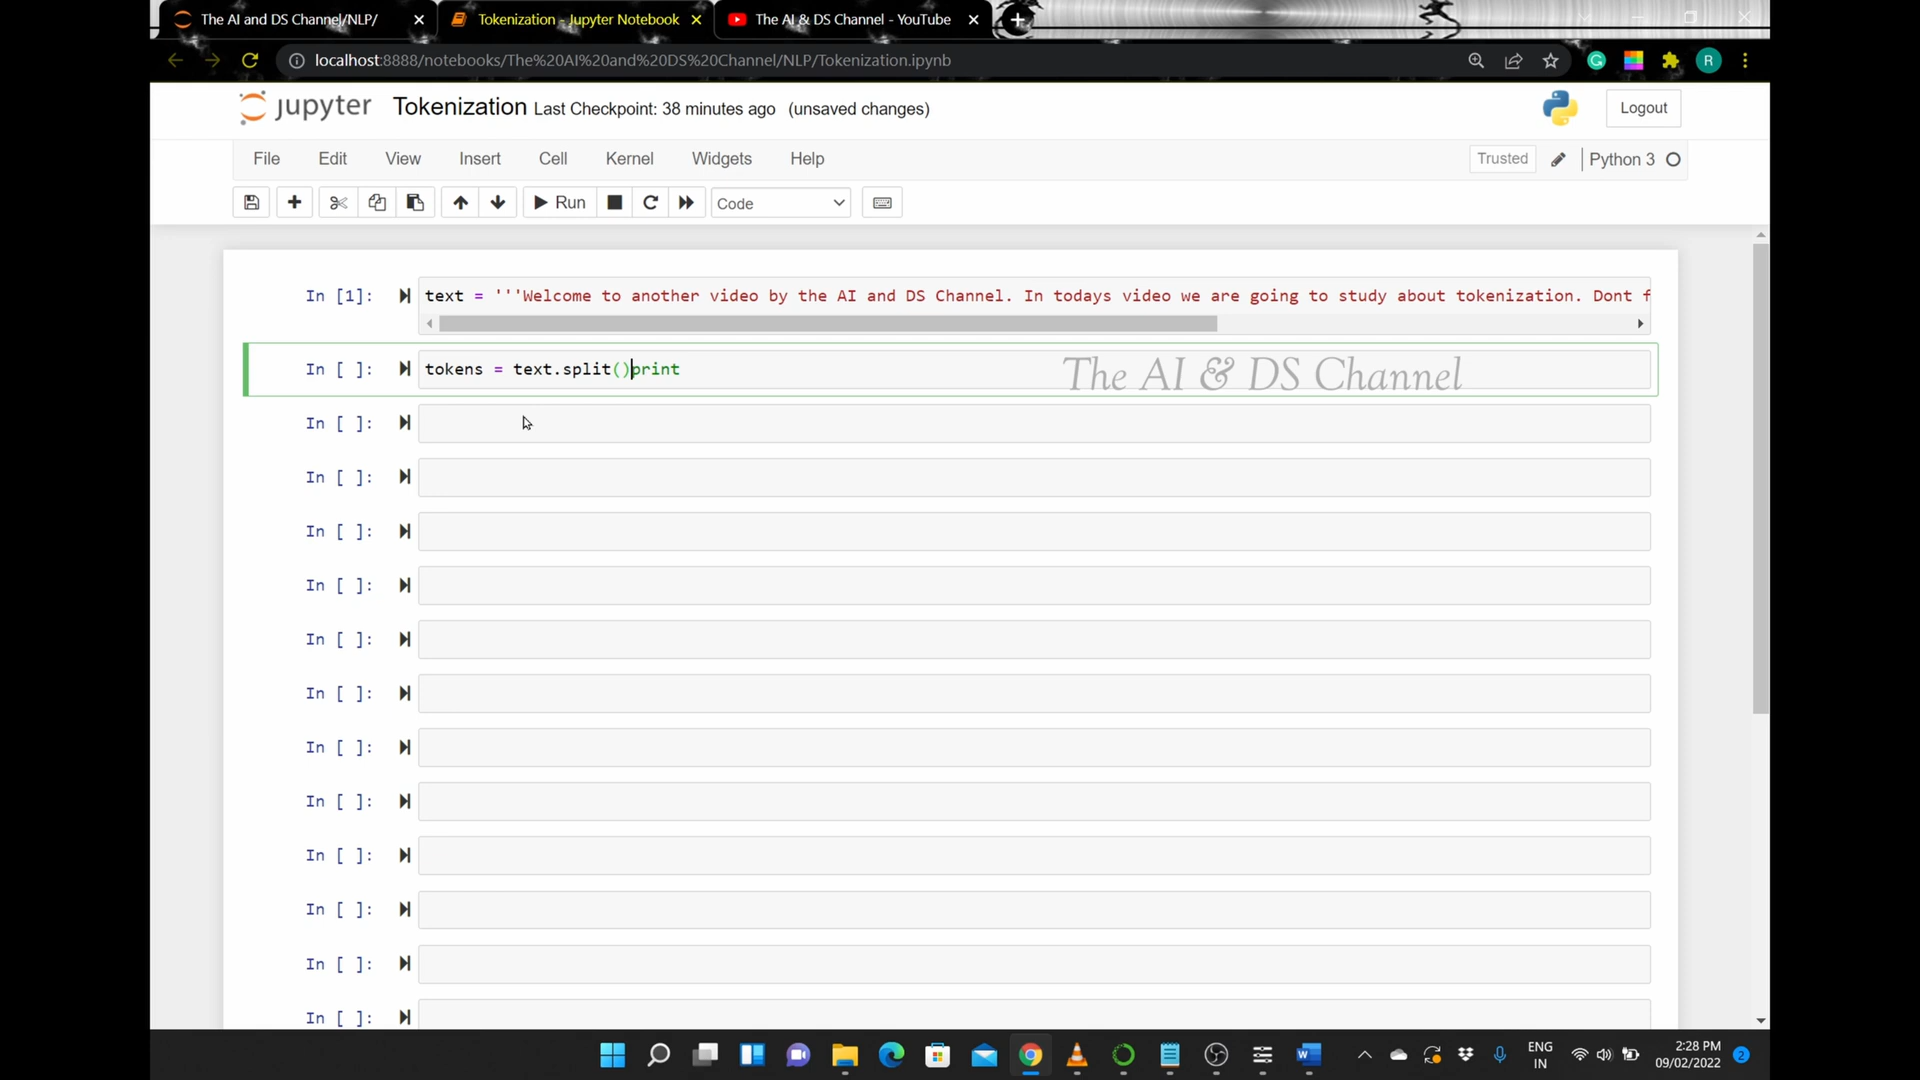 The AI and DS Channel/NLP/
Tokenization - Jupyter Notebook
The AI & DS Channel - YouTube
localhost:8888/notebooks/The%20AI%20and%20DS%20Channel/NLP/Tokenization.ipynb
R
jupyter Tokenization Last Checkpoint: 38 minutes ago (unsaved changes)
Logout
File Edit View Insert Cell Kernel Widgets Help
Trusted
Python 3
Run
Code
In [1]: text = '''Welcome to another video by the AI and DS Channel. In todays video we are going to study about tokenization. Dont f
In [ ]: tokens = text.split()print
The AI & DS Channel
In [ ]:
In [ ]:
In [ ]:
In [ ]:
In [ ]:
In [ ]:
In [ ]:
In [ ]:
In [ ]:
In [ ]:
In [ ]:
In [ ]:
ENG
IN
2:28 PM
09/02/2022
2